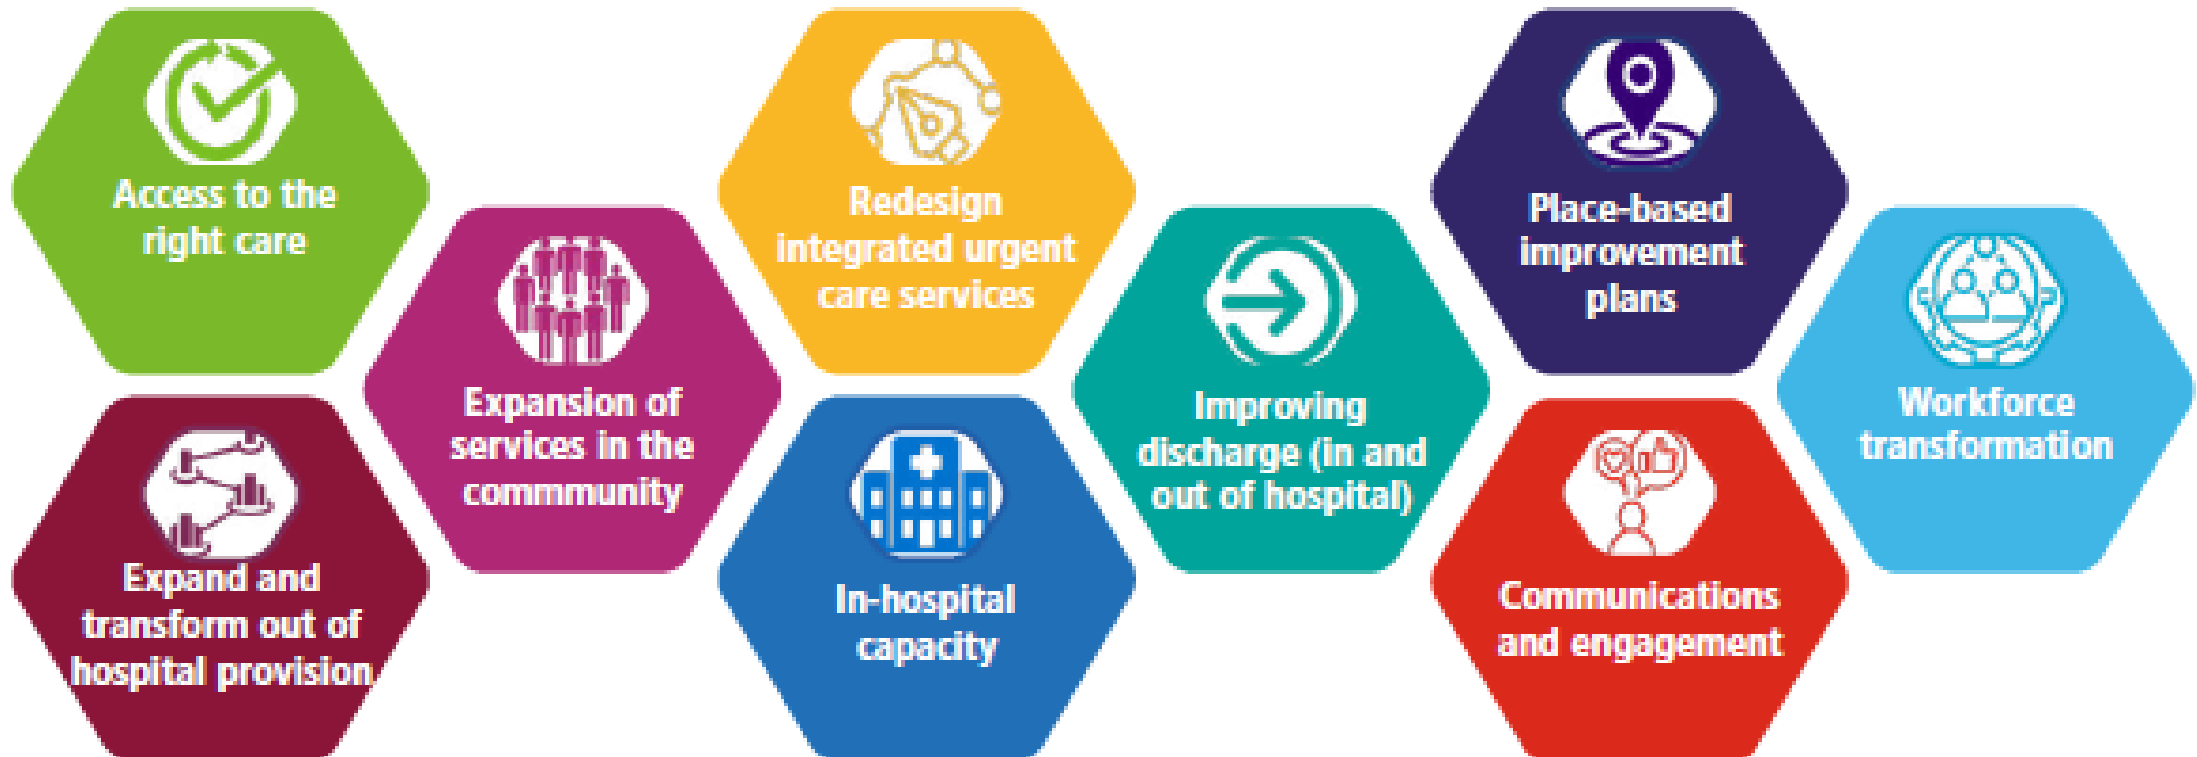 Access to the
right care
Expand and
transform out of
hospital provision
Expansion of
services in the
commmunity
Redesign
integrated urgent
care services
In-hospital
capacity
Improving
discharge (in and
out of hospital)
Place-based
improvement
plans
Communications
and engagement
Workforce
transformation